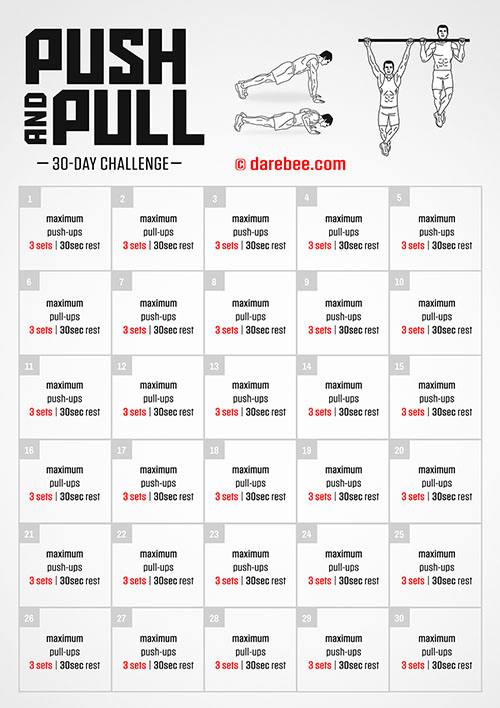 PUSH
AND
PULL
– 30-DAY CHALLENGE –
© darebee.com
1
maximum
push-ups
3 sets | 30sec rest
2
maximum
pull-ups
3 sets | 30sec rest
3
maximum
push-ups
3 sets | 30sec rest
4
maximum
pull-ups
3 sets | 30sec rest
5
maximum
push-ups
3 sets | 30sec rest
6
maximum
pull-ups
3 sets | 30sec rest
7
maximum
push-ups
3 sets | 30sec rest
8
maximum
pull-ups
3 sets | 30sec rest
9
maximum
push-ups
3 sets | 30sec rest
10
maximum
pull-ups
3 sets | 30sec rest
11
maximum
push-ups
3 sets | 30sec rest
12
maximum
pull-ups
3 sets | 30sec rest
13
maximum
push-ups
3 sets | 30sec rest
14
maximum
pull-ups
3 sets | 30sec rest
15
maximum
push-ups
3 sets | 30sec rest
16
maximum
pull-ups
3 sets | 30sec rest
17
maximum
push-ups
3 sets | 30sec rest
18
maximum
pull-ups
3 sets | 30sec rest
19
maximum
push-ups
3 sets | 30sec rest
20
maximum
pull-ups
3 sets | 30sec rest
21
maximum
push-ups
3 sets | 30sec rest
22
maximum
pull-ups
3 sets | 30sec rest
23
maximum
push-ups
3 sets | 30sec rest
24
maximum
pull-ups
3 sets | 30sec rest
25
maximum
push-ups
3 sets | 30sec rest
26
maximum
pull-ups
3 sets | 30sec rest
27
maximum
push-ups
3 sets | 30sec rest
28
maximum
pull-ups
3 sets | 30sec rest
29
maximum
push-ups
3 sets | 30sec rest
30
maximum
pull-ups
3 sets | 30sec rest